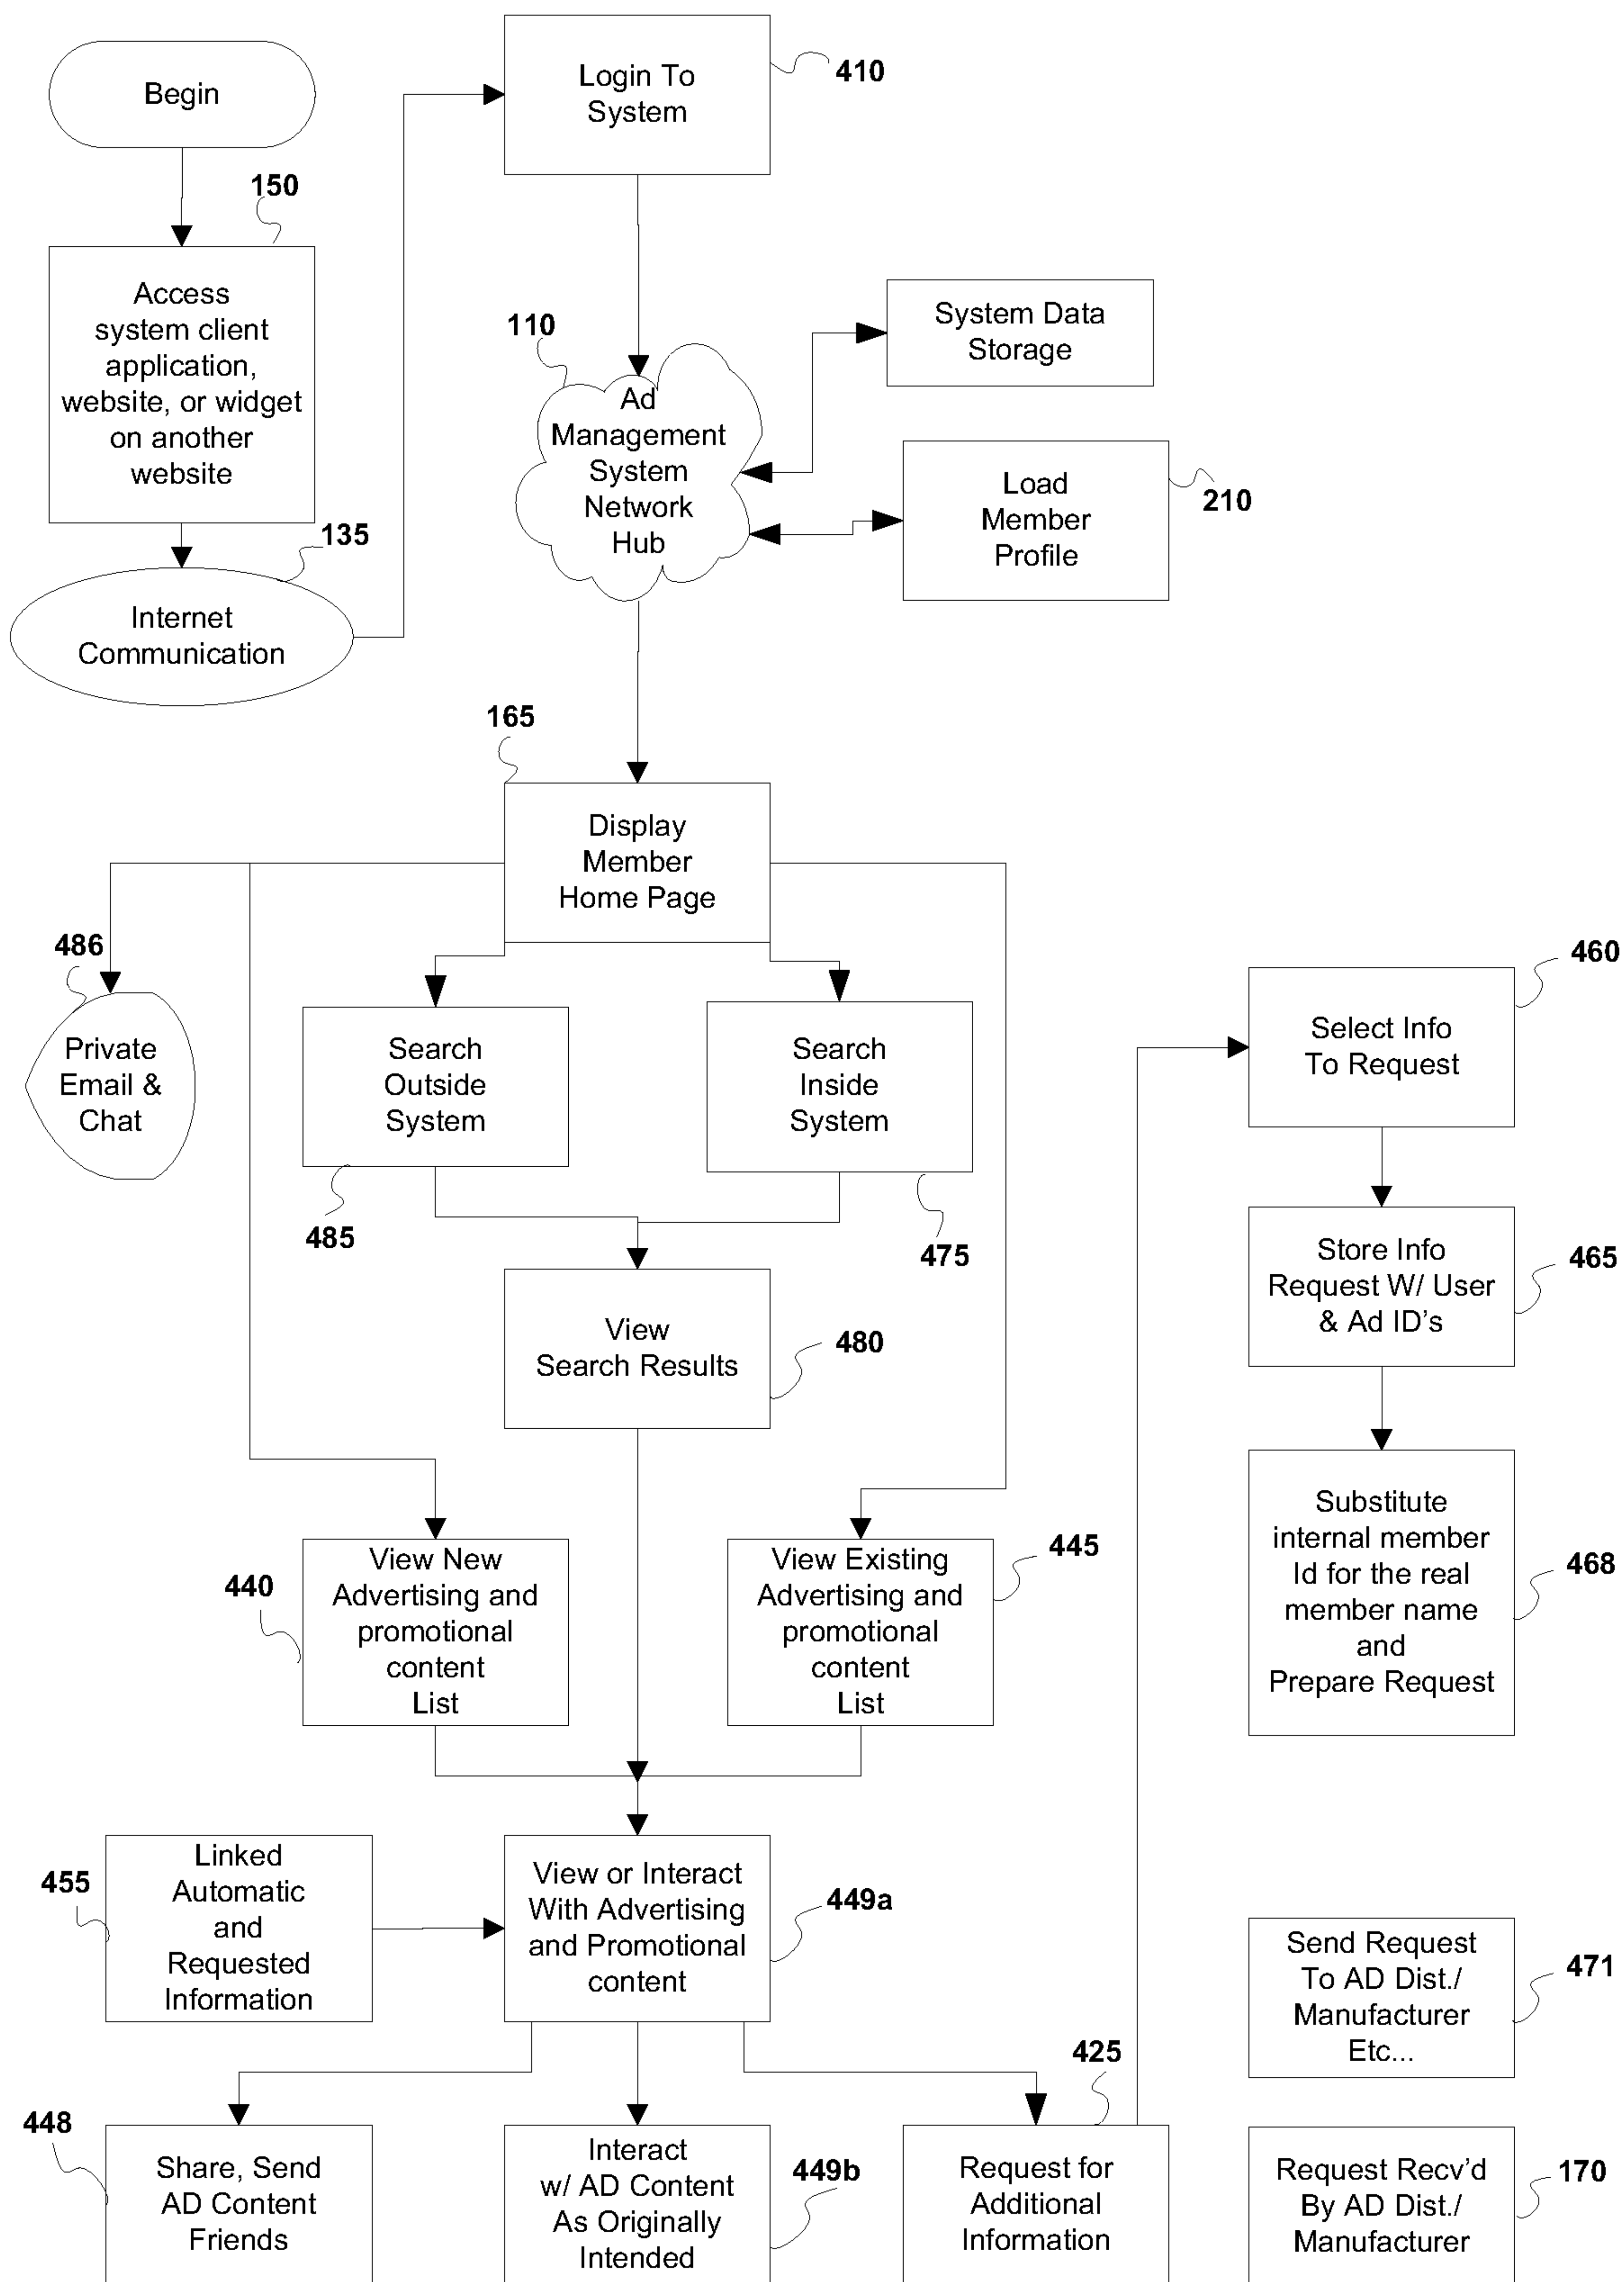 Begin
150
Access
system client
application,
website, or widget
on another
website
135
Internet
Communication
Login To
System
410
110
Ad
Management
System
Network
Hub
System Data
Storage
Load
Member
Profile
210
165
Display
Member
Home Page
486
Private
Email &
Chat
Search
Outside
System
485
Search
Inside
System
475
View
Search Results
480
440
View New
Advertising and
promotional
content
List
View Existing
Advertising and
promotional
content
List
445
455
Linked
Automatic
and
Requested
Information
View or Interact
With Advertising
and Promotional
content
449a
448
Share, Send
AD Content
Friends
Interact
w/ AD Content
As Originally
Intended
449b
425
Request for
Additional
Information
Select Info
To Request
460
Store Info
Request W/ User
& Ad ID's
465
Substitute
internal member
Id for the real
member name
and
Prepare Request
468
Send Request
To AD Dist./
Manufacturer
Etc...
471
Request Recv'd
By AD Dist./
Manufacturer
170